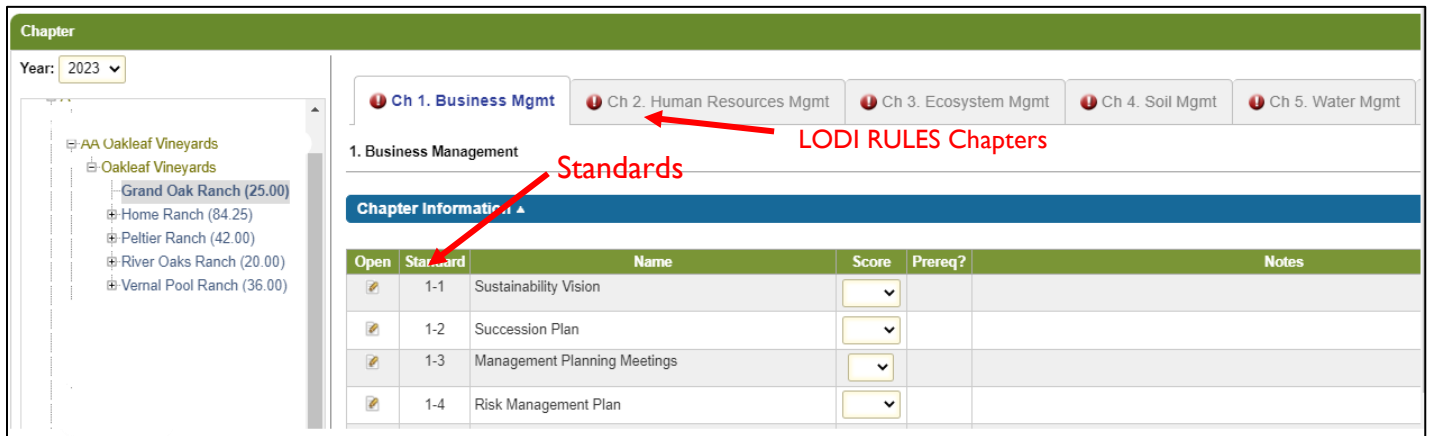 Chapter
Year: 2023
AA Oakleaf Vineyards
Oakleaf Vineyards
Grand Oak Ranch (25.00)
Home Ranch (84.25)
Peltier Ranch (42.00)
River Oaks Ranch (20.00)
Vernal Pool Ranch (36.00)
Ch 1. Business Mgmt Ch 2. Human Resources Mgmt Ch 3. Ecosystem Mgmt Ch 4. Soil Mgmt Ch 5. Water Mgmt
LODI RULES Chapters
1. Business Management
Standards
Chapter Information
Open Standard Name Score Prereq? Notes
1-1 Sustainability Vision
1-2 Succession Plan
1-3 Management Planning Meetings
1-4 Risk Management Plan